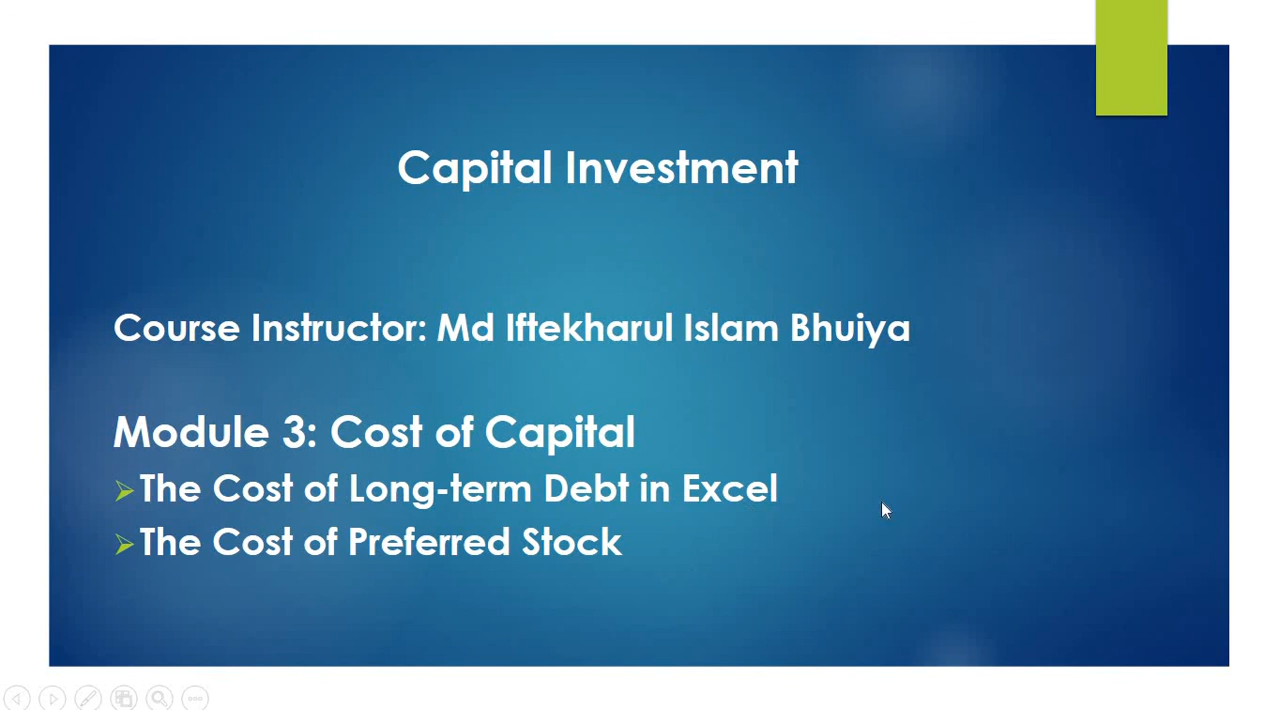 Capital Investment
Course Instructor: Md Iftekharul Islam Bhuiya
Module 3: Cost of Capital
The Cost of Long-term Debt in Excel
The Cost of Preferred Stock